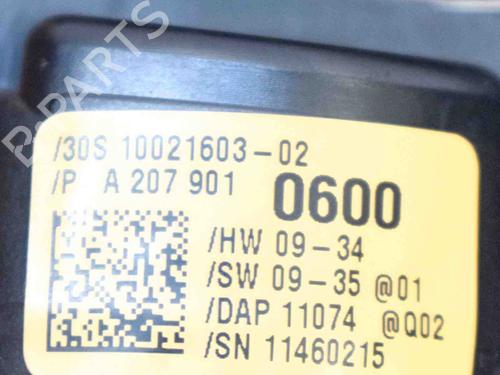 B-PARTS
/30S 10021603-02
/P A 207 901 0600
/HW 09-34
/SW 09-35 @01
/DAP 11074 @Q02
/SN 11460215